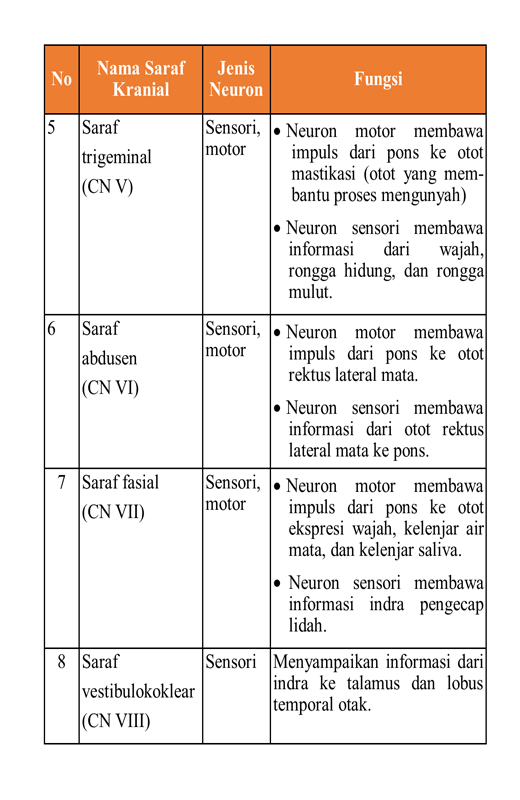 No
Nama Saraf
Kranial
Jenis
Neuron
Fungsi
5
Saraf
trigeminal
(CN V)
Sensori,
motor
• Neuron motor membawa
impuls dari pons ke otot
mastikasi (otot yang mem-
bantu proses mengunyah)
• Neuron sensori membawa
informasi dari wajah,
rongga hidung, dan rongga
mulut.
6
Saraf
abdusen
(CN VI)
Sensori,
motor
• Neuron motor membawa
impuls dari pons ke otot
rektus lateral mata.
• Neuron sensori membawa
informasi dari otot rektus
lateral mata ke pons.
7
Saraf fasial
(CN VII)
Sensori,
motor
• Neuron motor membawa
impuls dari pons ke otot
ekspresi wajah, kelenjar air
mata, dan kelenjar saliva.
• Neuron sensori membawa
informasi indra pengecap
lidah.
8
Saraf
vestibulokoklear
(CN VIII)
Sensori
Menyampaikan informasi dari
indra ke talamus dan lobus
temporal otak.